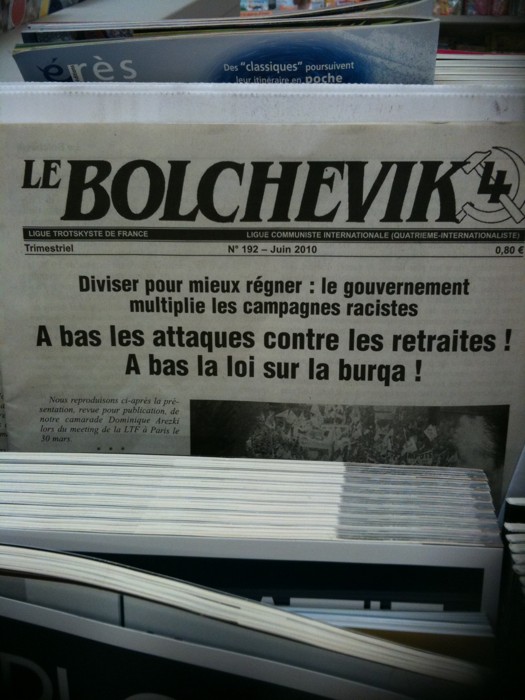 érès
Des "classiques" poursuivent
leur itinéraire en poche
LE BOLCHEVIK 4
LIGUE TROTSKYSTE DE FRANCE LIGUE COMMUNISTE INTERNATIONALE (QUATRIEME-INTERNATIONALISTE)
Trimestriel N° 192 – Juin 2010 0,80 €
Diviser pour mieux régner : le gouvernement
multiplie les campagnes racistes
A bas les attaques contre les retraites !
A bas la loi sur la burqa !
Nous reproduisons ci-après la pré-
sentation, revue pour publication, de
notre camarade Dominique Arezki
lors du meeting de la LTF à Paris le
30 mars.